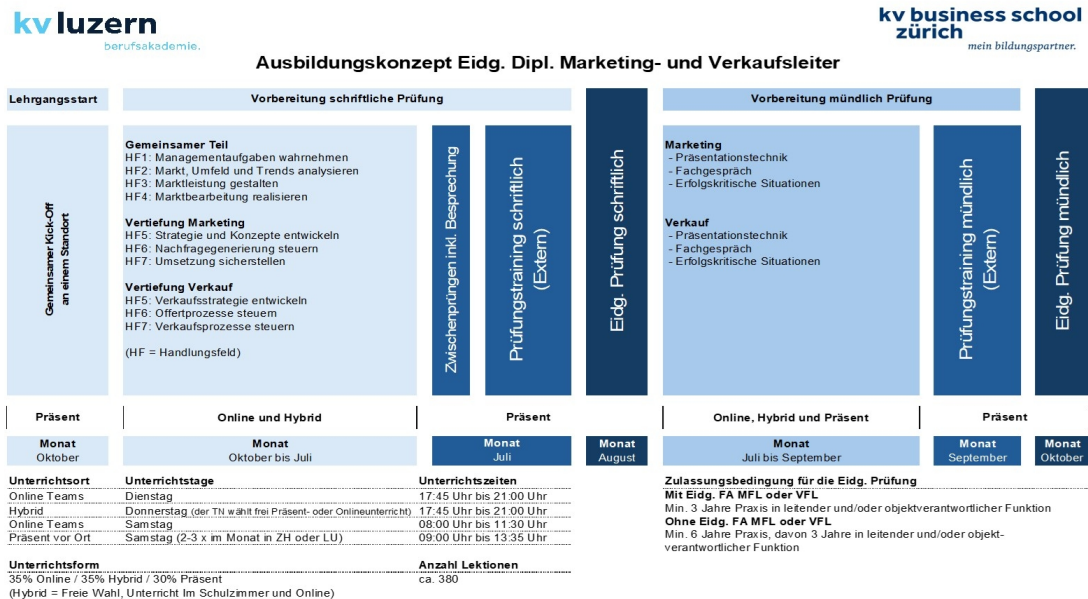 kv luzern
berufsakademie.
kv business school
zürich
mein bildungspartner.
Ausbildungskonzept Eidg. Dipl. Marketing- und Verkaufsleiter
Lehrgangsstart
Vorbereitung schriftliche Prüfung
Vorbereitung mündlich Prüfung
Gemeinsamer Kick-Off
an einem Standort
Gemeinsamer Teil
HF1: Managementaufgaben wahrnehmen
HF2: Markt, Umfeld und Trends analysieren
HF3: Marktleistung gestalten
HF4: Marktbearbeitung realisieren
Vertiefung Marketing
HF5: Strategie und Konzepte entwickeln
HF6: Nachfragegenerierung steuern
HF7: Umsetzung sicherstellen
Vertiefung Verkauf
HF5: Verkaufsstrategie entwickeln
HF6: Offertprozesse steuern
HF7: Verkaufsprozesse steuern
(HF = Handlungsfeld)
Zwischenprüfungen inkl. Besprechung
Prüfungstraining schriftlich
(Extern)
Eidg. Prüfung schriftlich
Marketing
- Präsentationstechnik
- Fachgespräch
- Erfolgskritische Situationen
Verkauf
- Präsentationstechnik
- Fachgespräch
- Erfolgskritische Situationen
Prüfungstraining mündlich
(Extern)
Eidg. Prüfung mündlich
Präsent
Online und Hybrid
Präsent
Online, Hybrid und Präsent
Präsent
Monat
Oktober
Monat
Oktober bis Juli
Monat
Juli
Monat
August
Monat
Juli bis September
Monat
September
Monat
Oktober
Unterrichtsort Unterrichtstage Unterrichtszeiten
Online Teams Dienstag 17:45 Uhr bis 21:00 Uhr
Hybrid Donnerstag (der TN wählt frei Präsent- oder Onlineunterricht) 17:45 Uhr bis 21:00 Uhr
Online Teams Samstag 08:00 Uhr bis 11:30 Uhr
Präsent vor Ort Samstag (2-3 x im Monat in ZH oder LU) 09:00 Uhr bis 13:35 Uhr
Unterrichtsform Anzahl Lektionen
35% Online / 35% Hybrid / 30% Präsent ca. 380
(Hybrid = Freie Wahl, Unterricht Im Schulzimmer und Online)
Zulassungsbedingung für die Eidg. Prüfung
Mit Eidg. FA MFL oder VFL
Min. 3 Jahre Praxis in leitender und/oder objektverantwortlicher Funktion
Ohne Eidg. FA MFL oder VFL
Min. 6 Jahre Praxis, davon 3 Jahre in leitender und/oder objekt-
verantwortlicher Funktion